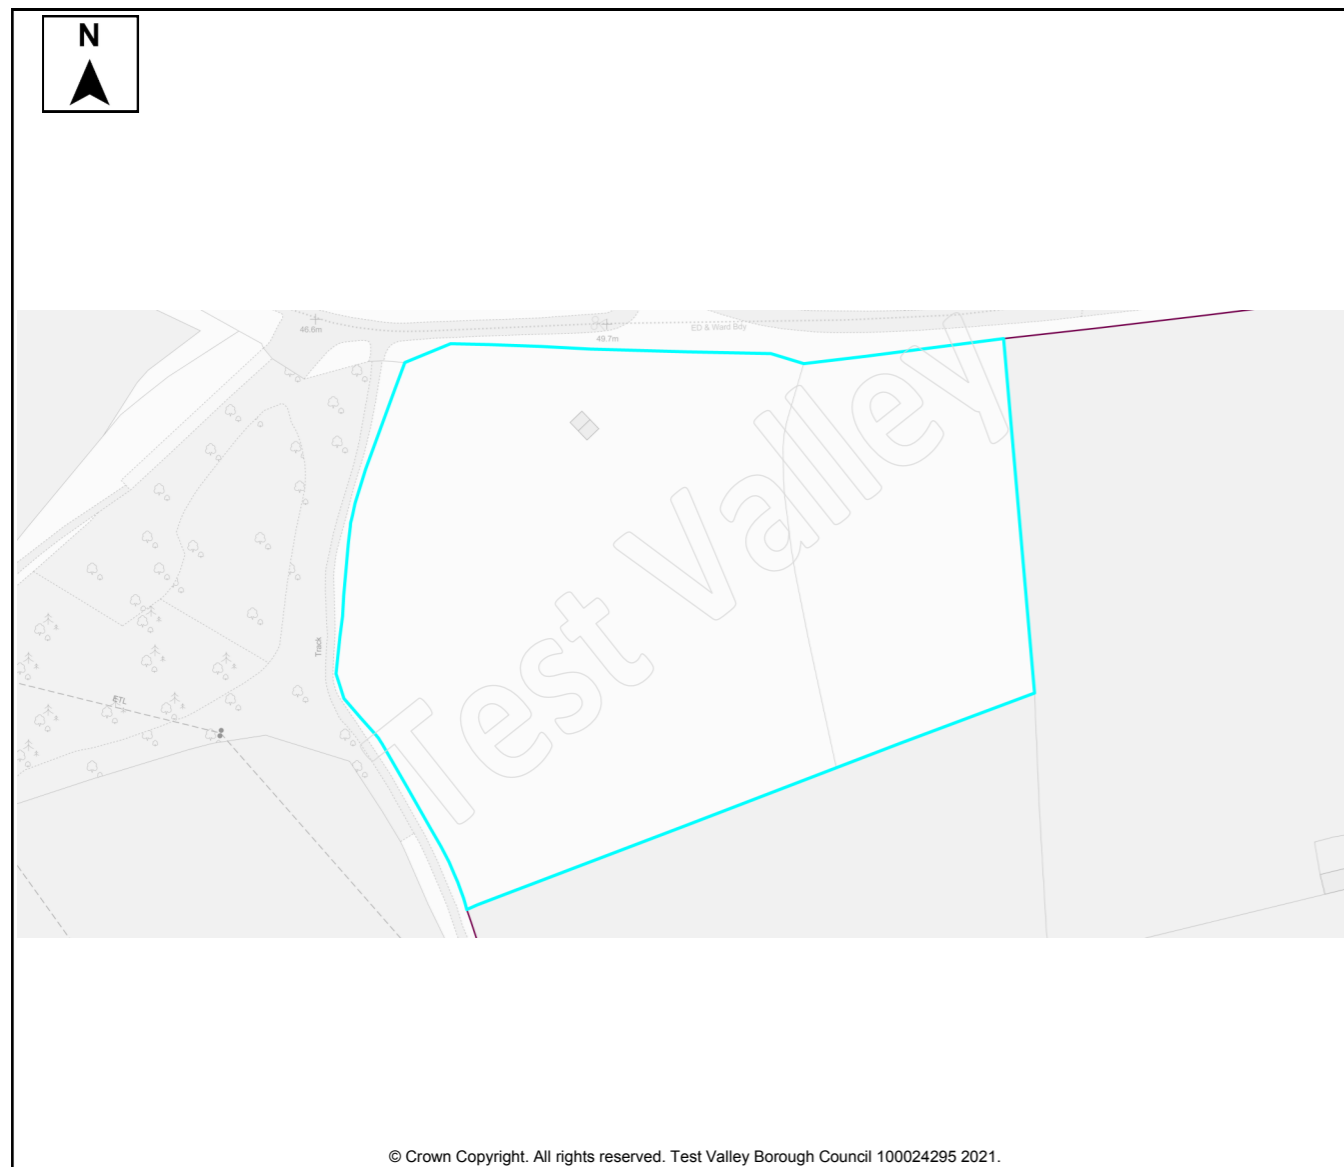 N
46.6m
49.7m
ED & Ward Bdy
Test Valley
Track
ETL
© Crown Copyright. All rights reserved. Test Valley Borough Council 100024295 2021.